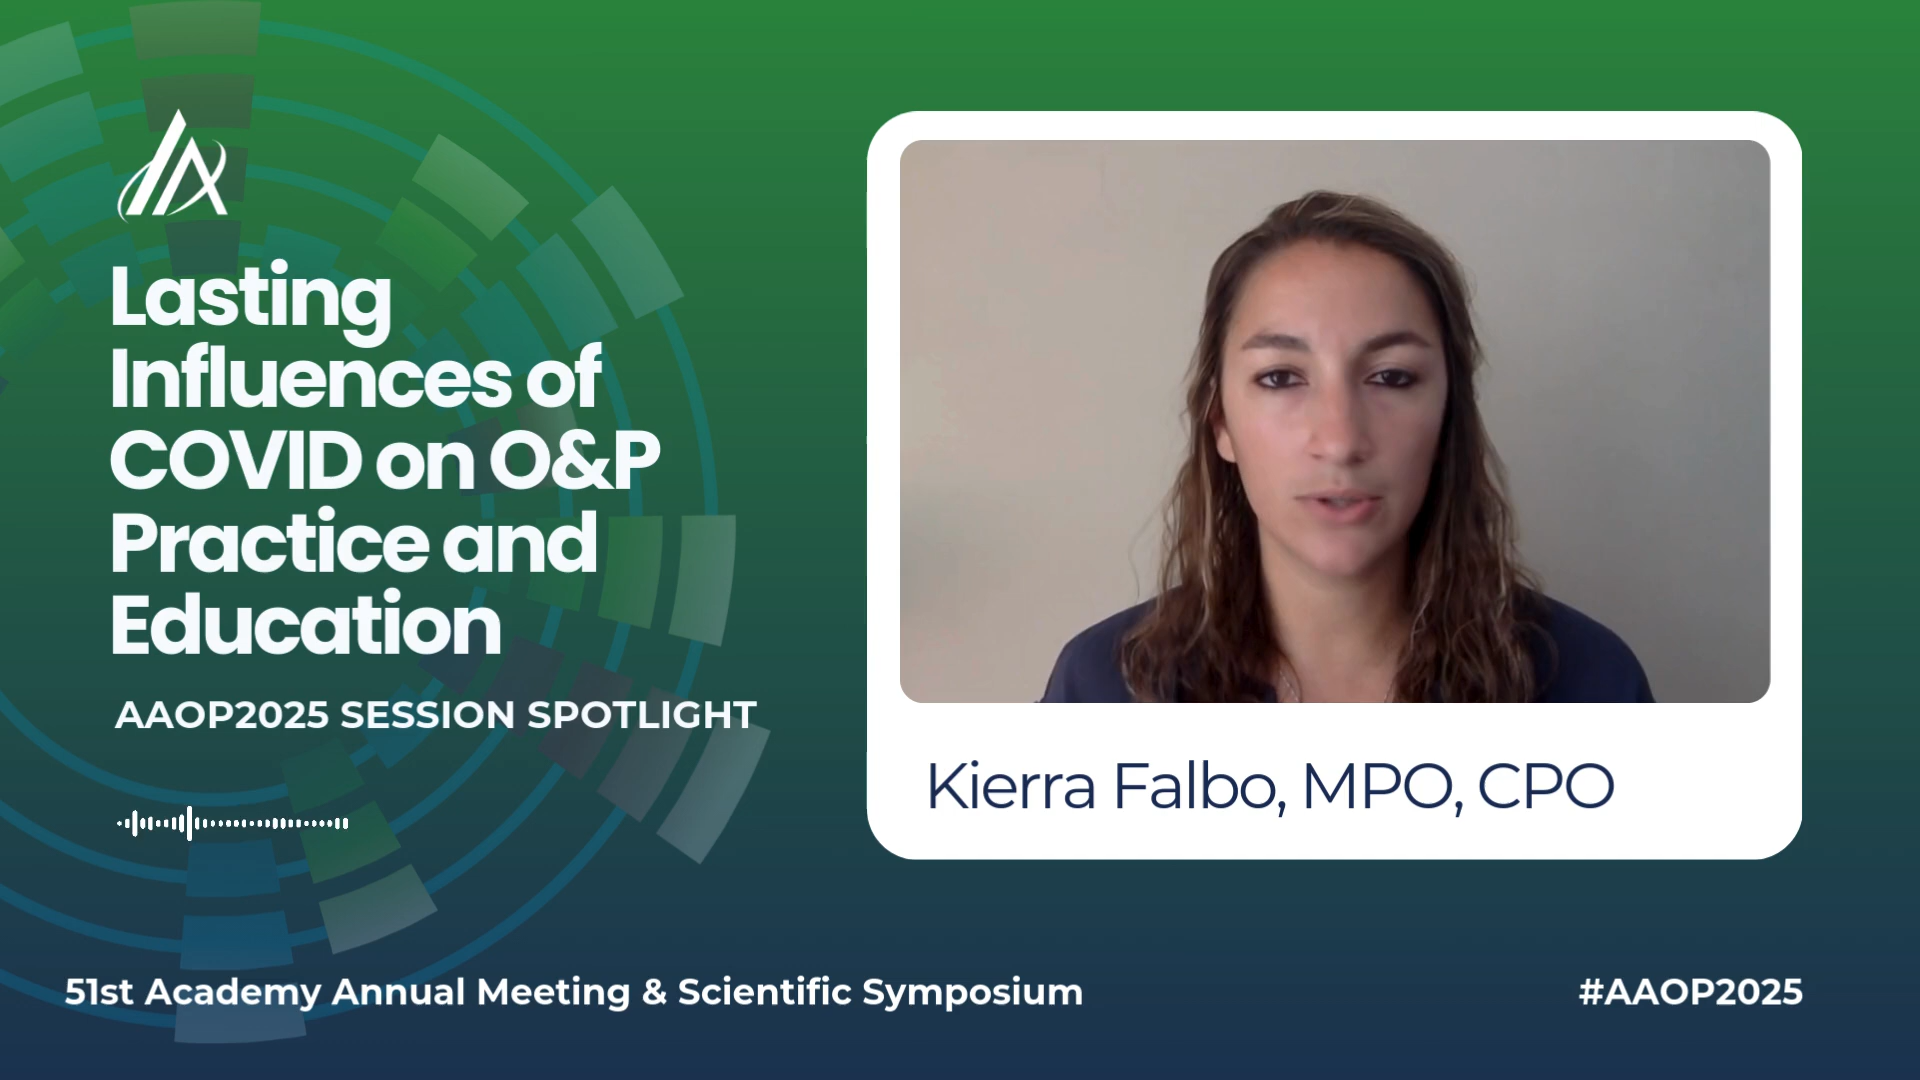 Lasting
Influences of
COVID on O&P
Practice and
Education
AAOP2025 SESSION SPOTLIGHT
Kierra Falbo, MPO, CPO
51st Academy Annual Meeting & Scientific Symposium
#AAOP2025